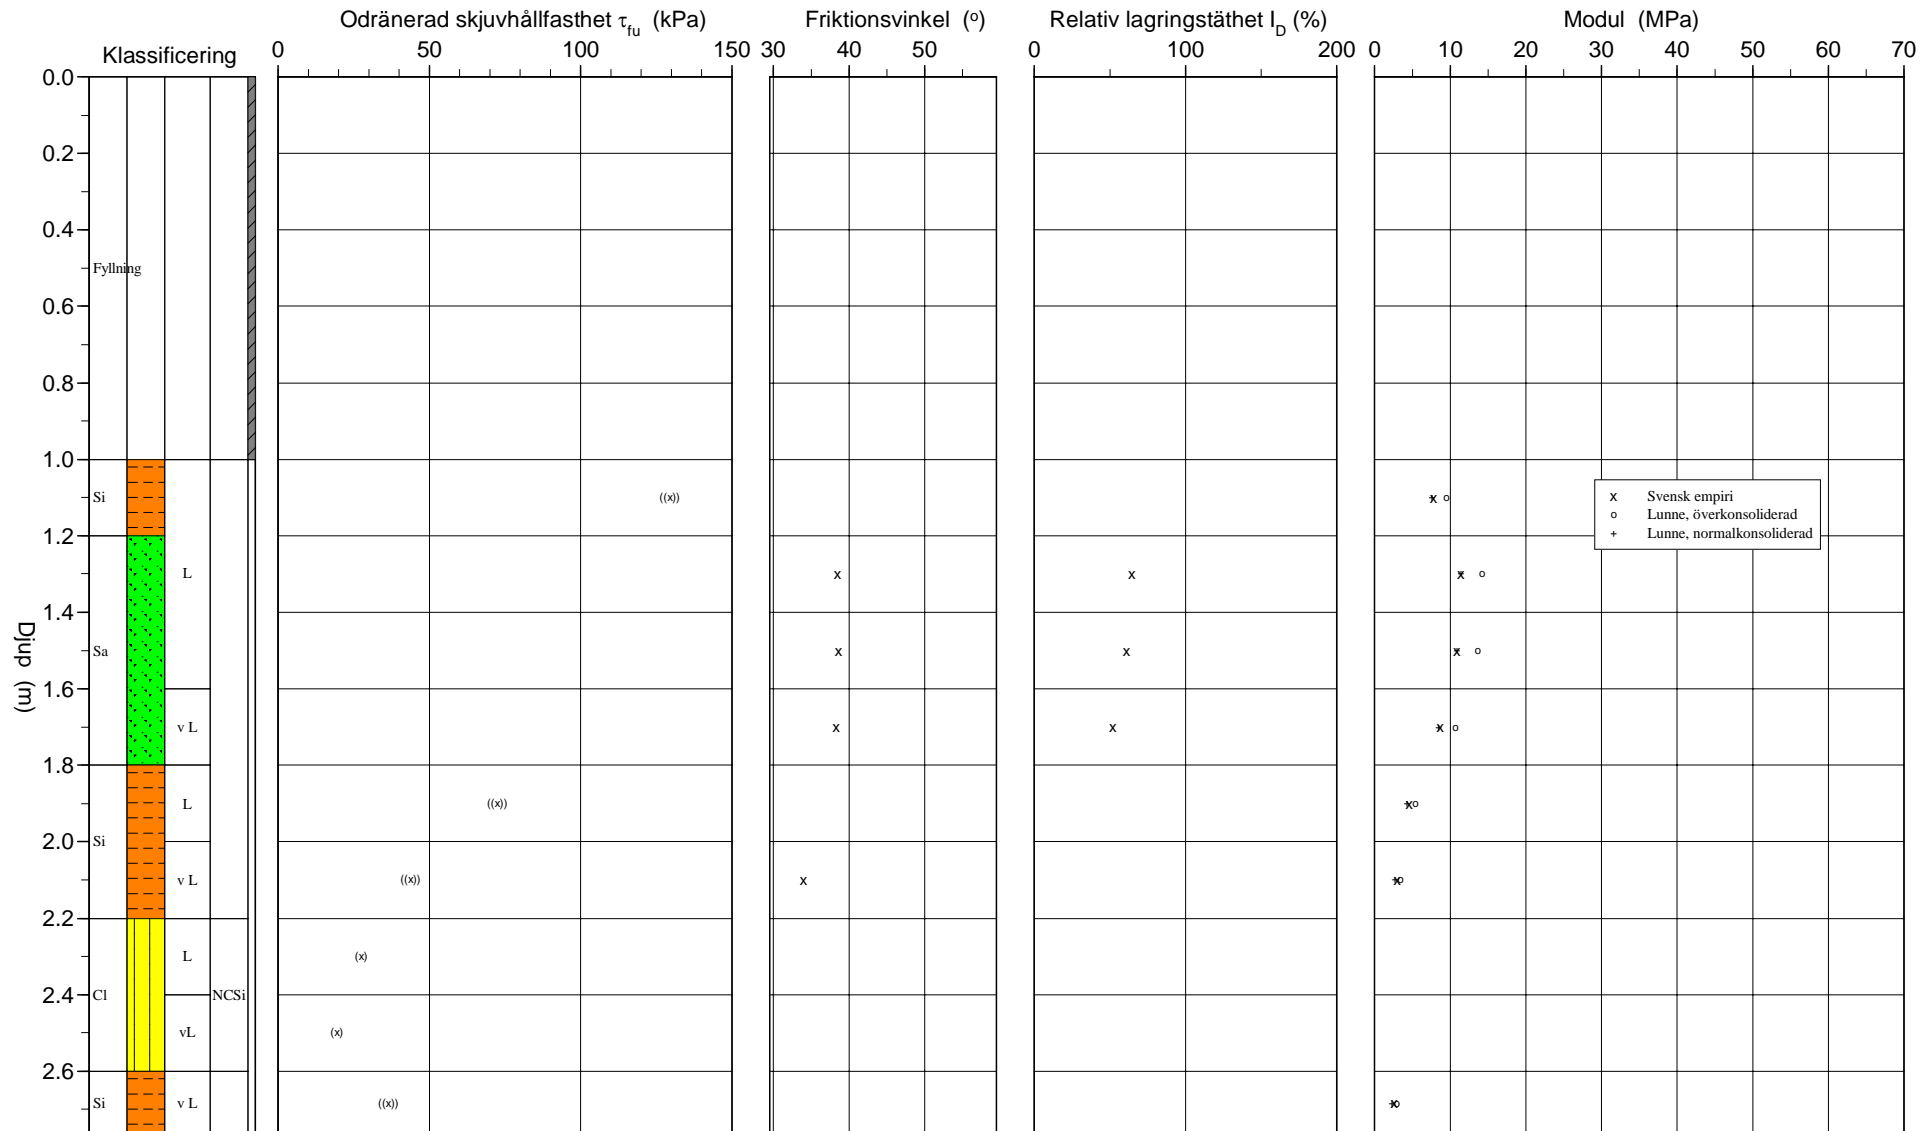 Odränerad skjuvhållfasthet τfu (kPa)
Friktionsvinkel (o)
Relativ lagringstäthet ID (%)
Modul (MPa)
Klassificering
0 50 100 150
30 40 50
0 100 200
0 10 20 30 40 50 60 70
Djup (m)
0.0
0.2
0.4
Fyllning
0.6
0.8
1.0
Si
((x))
x o
x Svensk empiri
o Lunne, överkonsoliderad
+ Lunne, normalkonsoliderad
1.2
L
x
x
x o
1.4
Sa
x
x
x o
1.6
v L
x
x
x o
1.8
L
((x))
x o
2.0
Si
v L
((x))
x
x o
2.2
L
(x)
2.4
Cl
NCSi
vL
(x)
2.6
Si
v L
((x))
x o